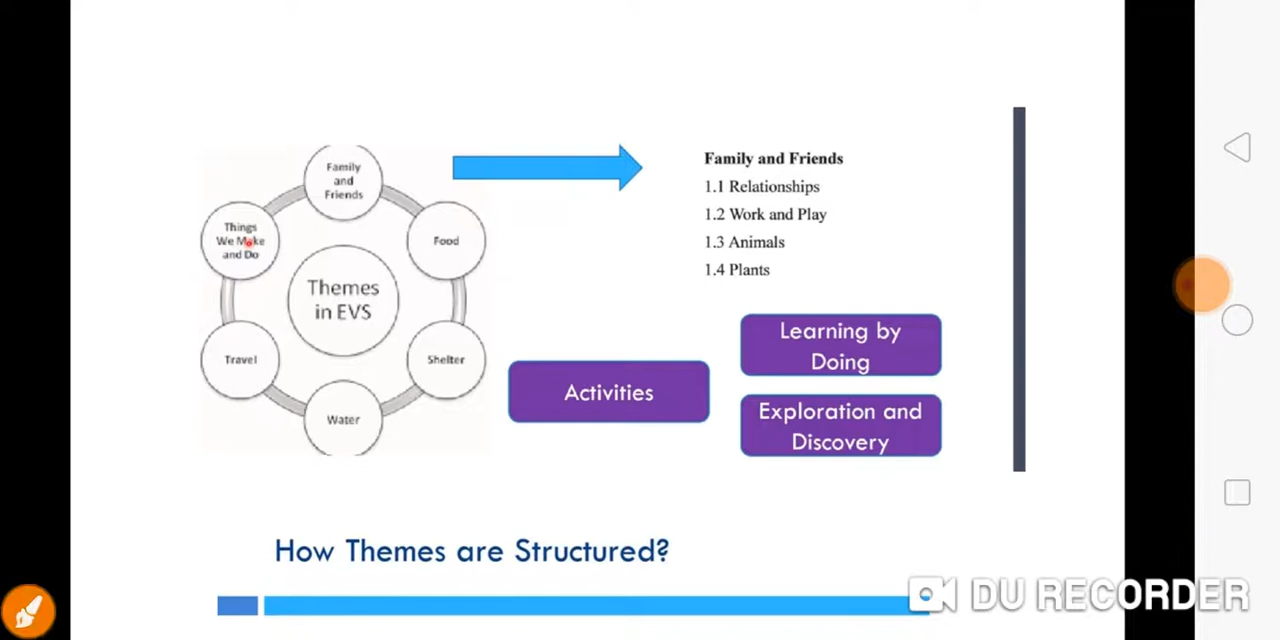 Family
and
Friends
Things
We Make
and Do
Food
Themes
in EVS
Travel
Shelter
Water
Family and Friends
1.1 Relationships
1.2 Work and Play
1.3 Animals
1.4 Plants
Activities
Learning by
Doing
Exploration and
Discovery
How Themes are Structured?
DU RECORDER